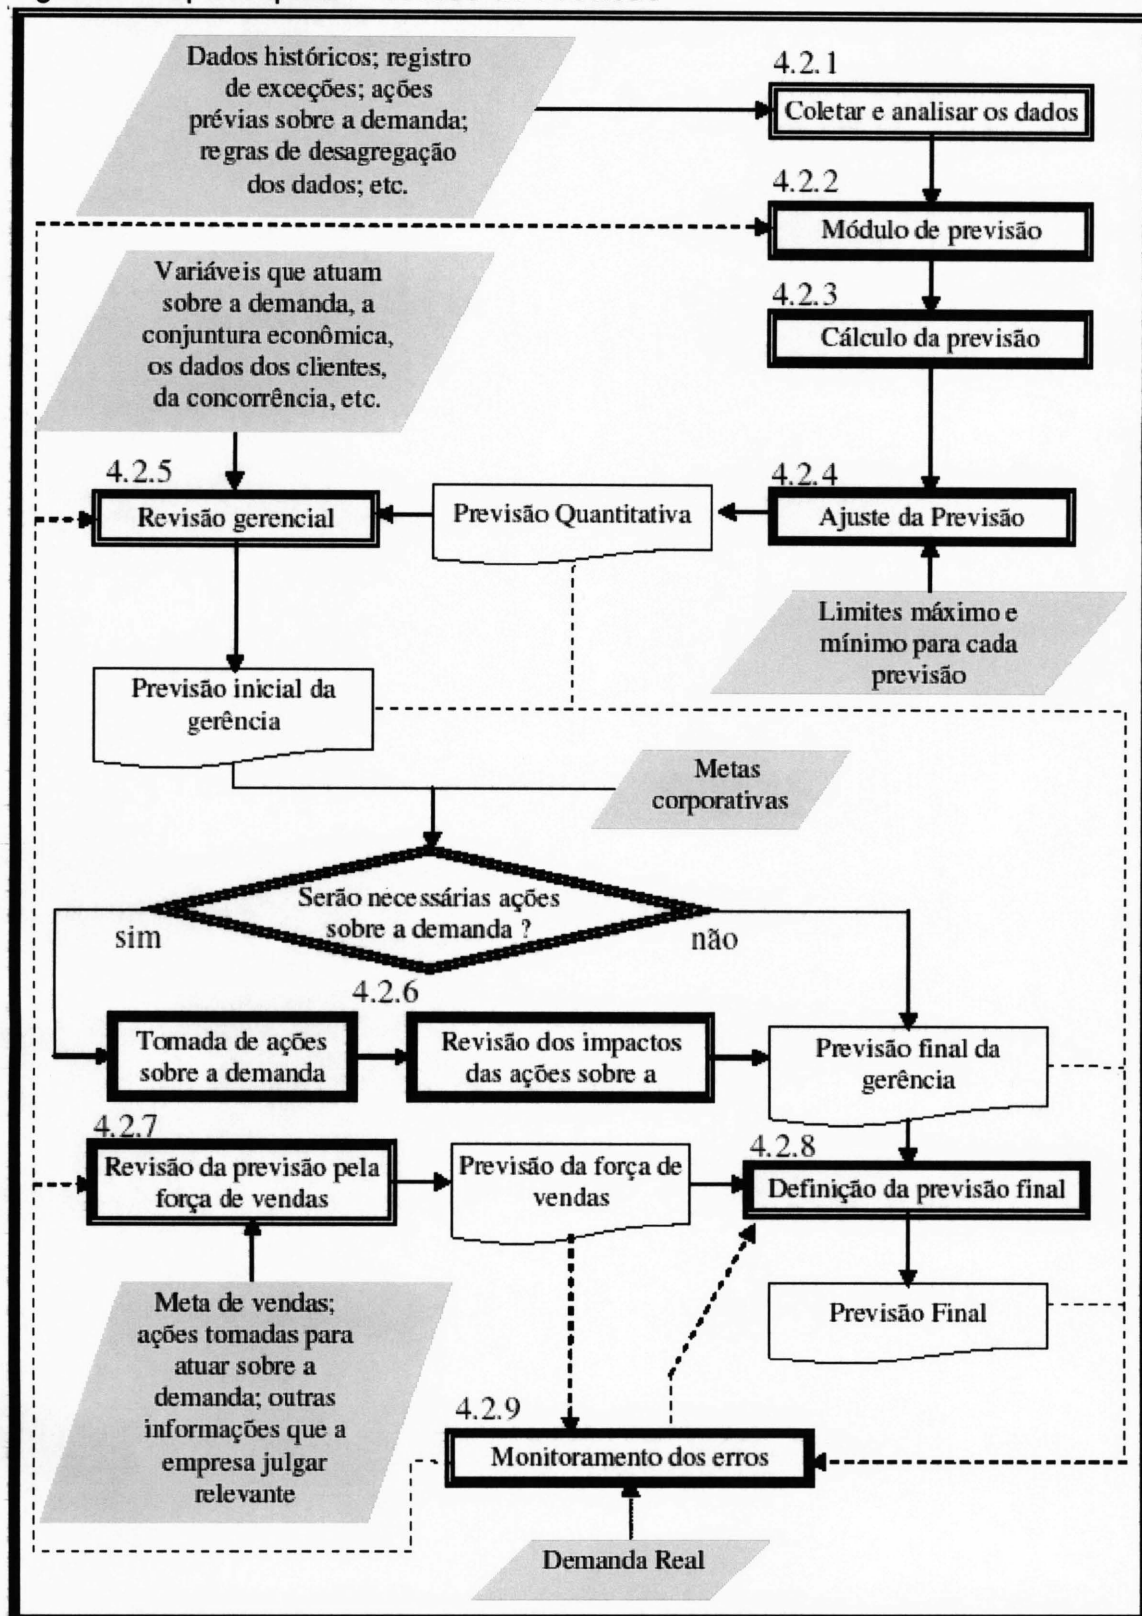 Dados históricos; registro
de exceções; ações
prévias sobre a demanda;
regras de desagregação
dos dados; etc.
4.2.1
Coletar e analisar os dados
4.2.2
Módulo de previsão
Variáveis que atuam
sobre a demanda, a
conjuntura econômica,
os dados dos clientes,
da concorrência, etc.
4.2.3
Cálculo da previsão
4.2.5
Revisão gerencial
Previsão Quantitativa
4.2.4
Ajuste da Previsão
Limites máximo e
mínimo para cada
previsão
Previsão inicial da
gerência
Metas
corporativas
Serão necessárias ações
sobre a demanda ?
sim
não
4.2.6
Tomada de ações
sobre a demanda
Revisão dos impactos
das ações sobre a
Previsão final da
gerência
4.2.7
Revisão da previsão pela
força de vendas
Previsão da força de
vendas
4.2.8
Definição da previsão final
Meta de vendas;
ações tomadas para
atuar sobre a
demanda; outras
informações que a
empresa julgar
relevante
Previsão Final
4.2.9
Monitoramento dos erros
Demanda Real